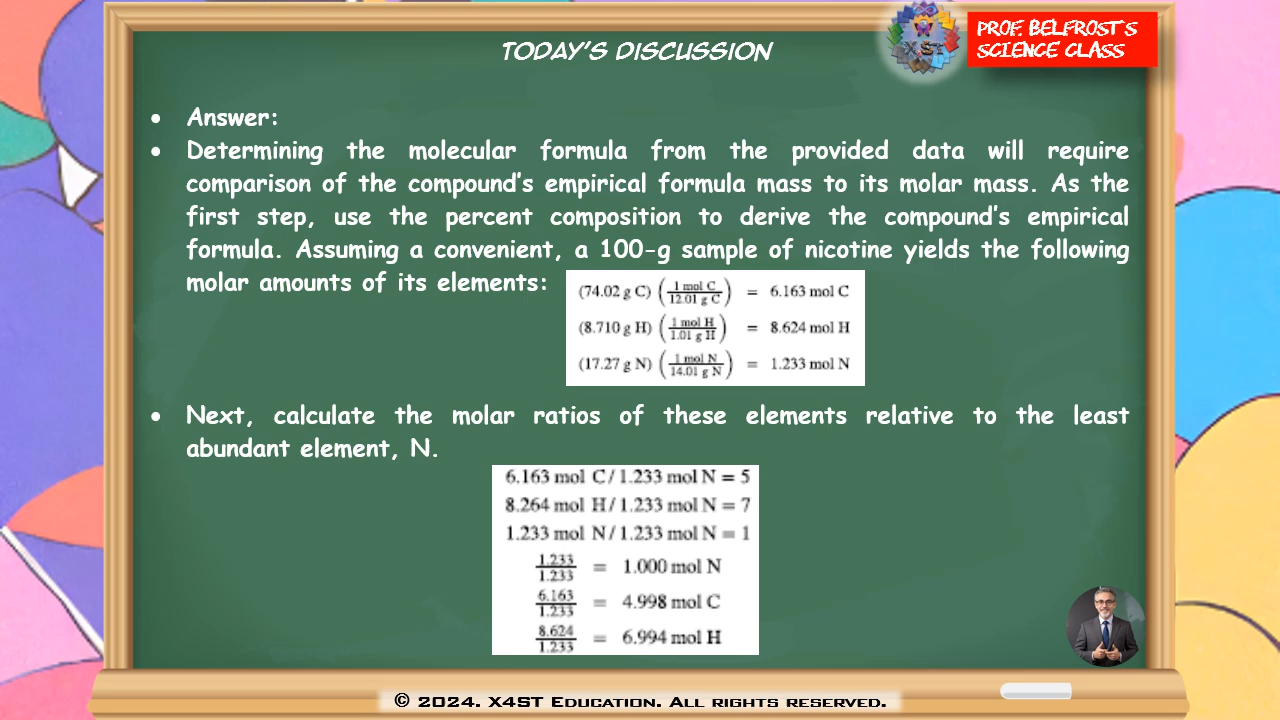 TODAY'S DISCUSSION
X4ST
PROF. BELFROST'S
SCIENCE CLASS
• Answer:
• Determining the molecular formula from the provided data will require
comparison of the compound's empirical formula mass to its molar mass. As the
first step, use the percent composition to derive the compound's empirical
formula. Assuming a convenient, a 100-g sample of nicotine yields the following
molar amounts of its elements:
(74.02 g C) (1 mol C / 12.01 g C) = 6.163 mol C
(8.710 g H) (1 mol H / 1.01 g H) = 8.624 mol H
(17.27 g N) (1 mol N / 14.01 g N) = 1.233 mol N
• Next, calculate the molar ratios of these elements relative to the least
abundant element, N.
6.163 mol C / 1.233 mol N = 5
8.264 mol H / 1.233 mol N = 7
1.233 mol N / 1.233 mol N = 1
1.233 / 1.233 = 1.000 mol N
6.163 / 1.233 = 4.998 mol C
8.624 / 1.233 = 6.994 mol H
© 2024. X4ST Education. All rights reserved.